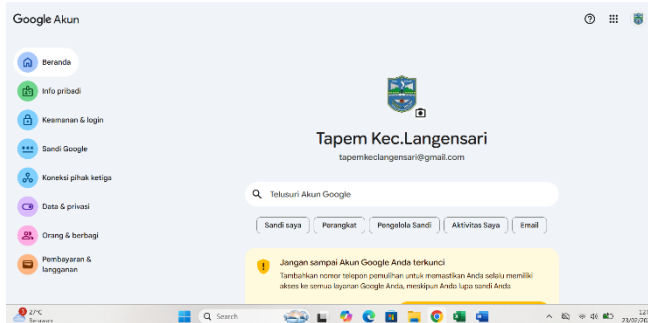 Google Akun
Beranda
Info pribadi
Keamanan & login
Sandi Google
Koneksi pihak ketiga
Data & privasi
Orang & berbagi
Pembayaran &
langganan
Tapem Kec.Langensari
tapemkeclangensari@gmail.com
Telusuri Akun Google
Sandi saya
Perangkat
Pengelola Sandi
Aktivitas Saya
Email
Jangan sampai Akun Google Anda terkunci
Tambahkan nomor telepon pemulihan untuk memastikan Anda selalu memiliki
akses ke semua layanan Google Anda, meskipun Anda lupa sandi Anda
27°C
Berawan
Search